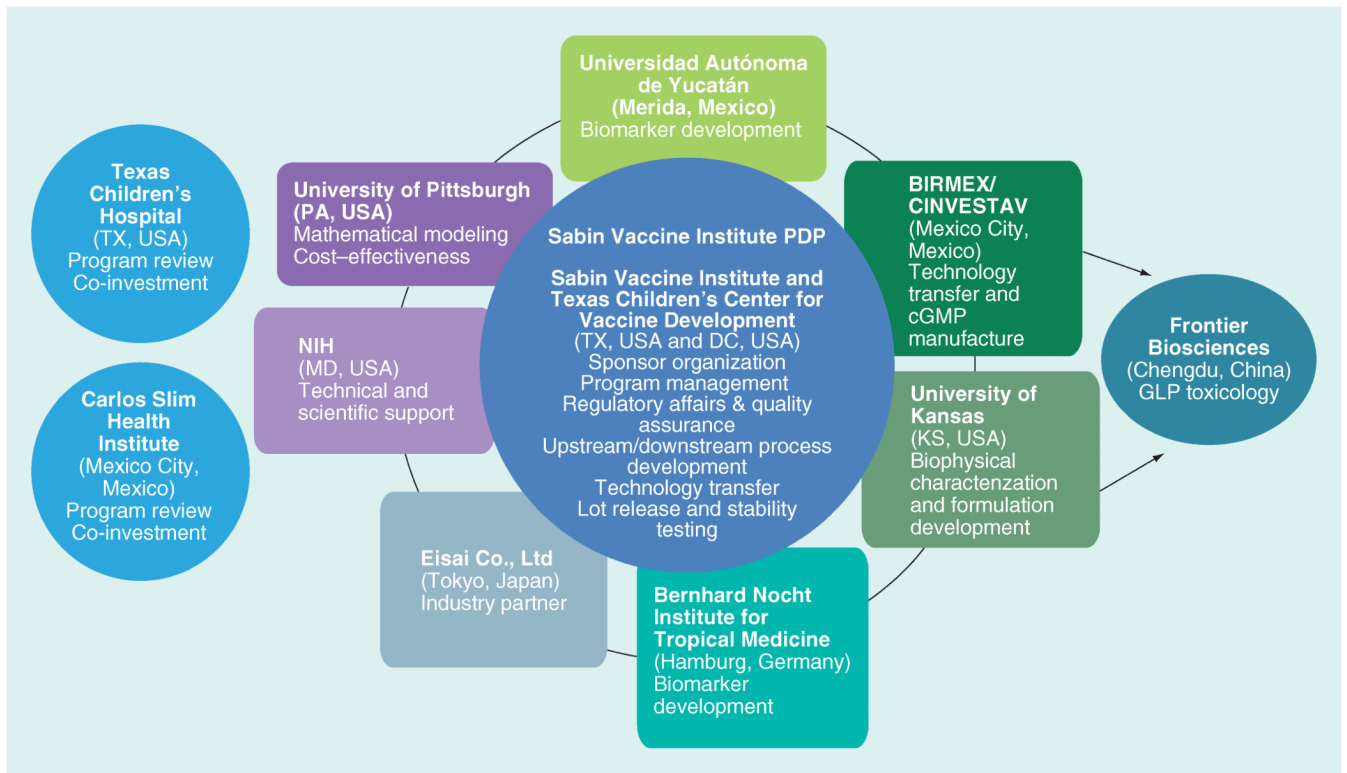 Universidad Autónoma
de Yucatán
(Merida, Mexico)
Biomarker development
Texas
Children's
Hospital
(TX, USA)
Program review
Co-investment
University of Pittsburgh
(PA, USA)
Mathematical modeling
Cost–effectiveness
BIRMEX/
CINVESTAV
(Mexico City,
Mexico)
Technology
transfer and
cGMP
manufacture
Sabin Vaccine Institute PDP
Sabin Vaccine Institute and
Texas Children's Center for
Vaccine Development
(TX, USA and DC, USA)
Sponsor organization
Program management
Regulatory affairs & quality
assurance
Upstream/downstream process
development
Technology transfer
Lot release and stability
testing
Frontier
Biosciences
(Chengdu, China)
GLP toxicology
NIH
(MD, USA)
Technical and
scientific support
Carlos Slim
Health
Institute
(Mexico City,
Mexico)
Program review
Co-investment
University of
Kansas
(KS, USA)
Biophysical
charactenzation
and formulation
development
Eisai Co., Ltd
(Tokyo, Japan)
Industry partner
Bernhard Nocht
Institute for
Tropical Medicine
(Hamburg, Germany)
Biomarker
development